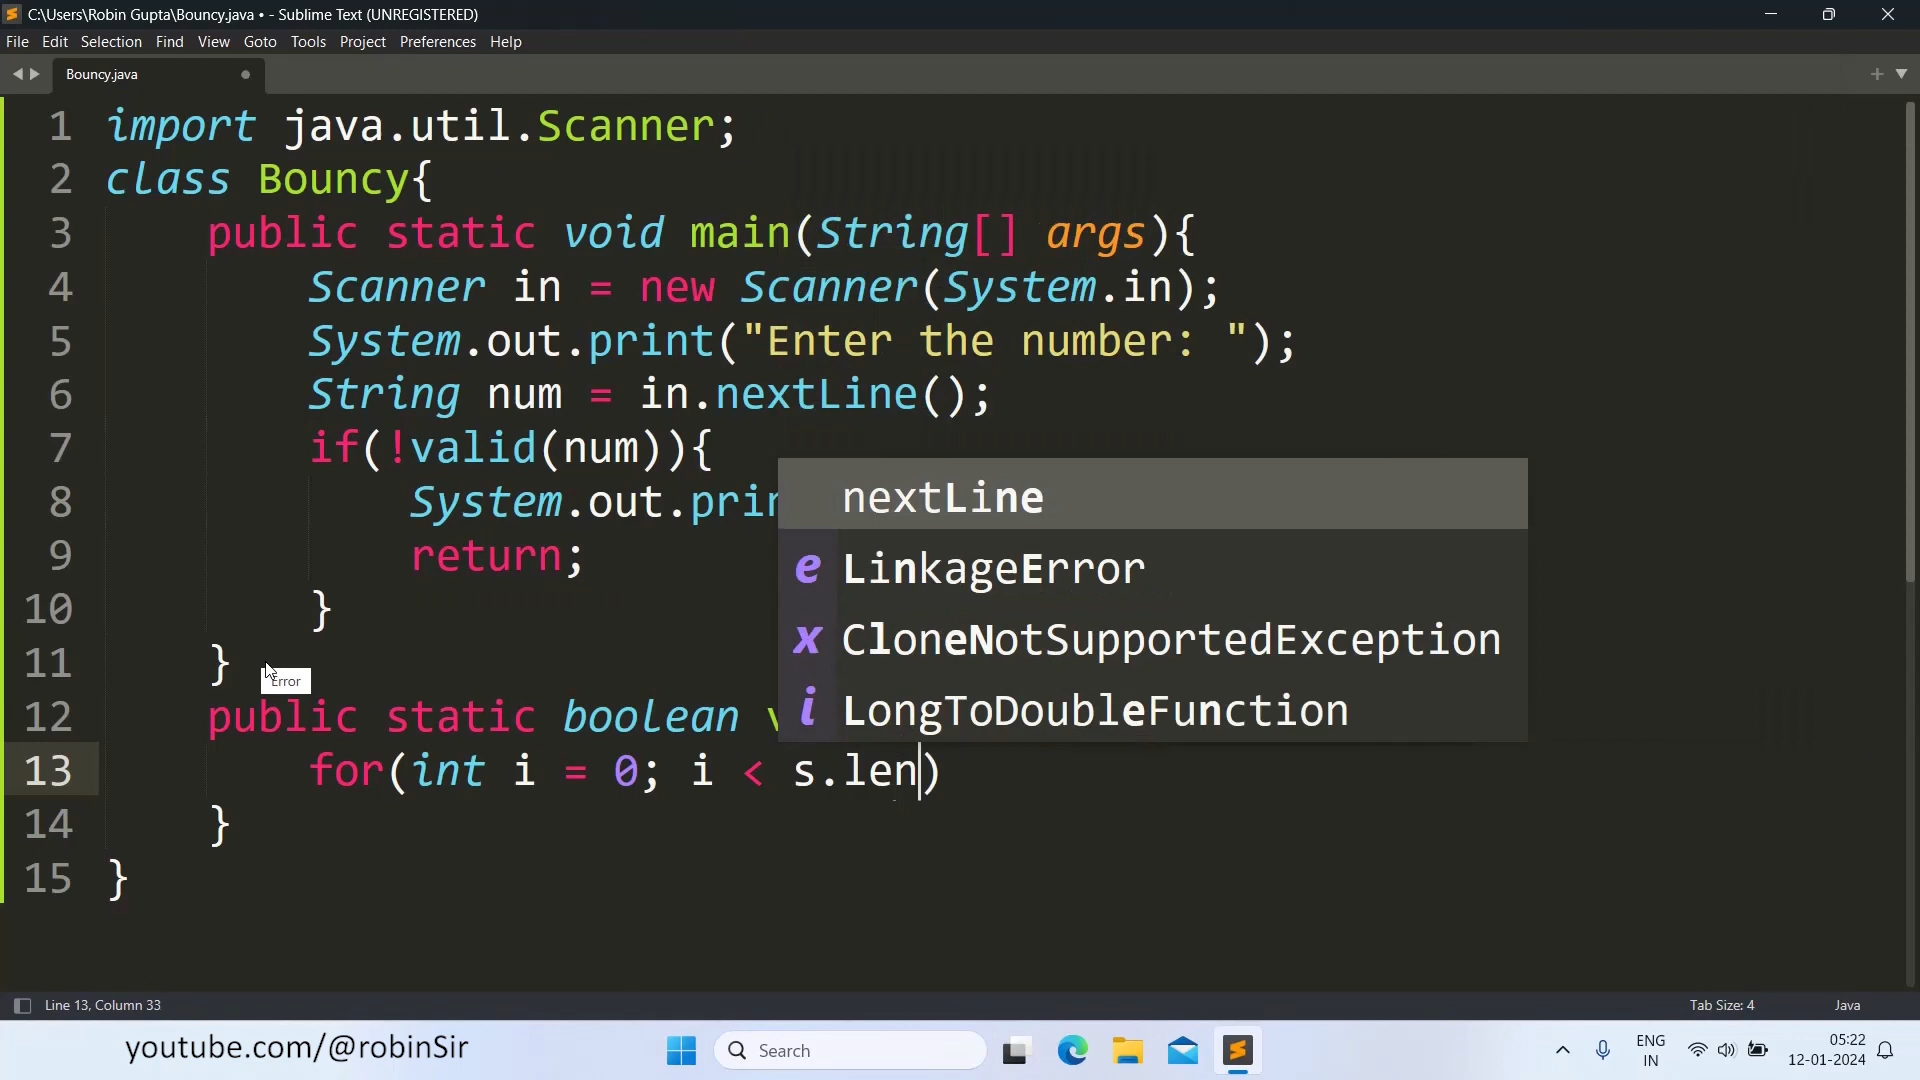 C:\Users\Robin Gupta\Bouncy.java • - Sublime Text (UNREGISTERED)
File Edit Selection Find View Goto Tools Project Preferences Help
Bouncy.java
1 import java.util.Scanner;
2 class Bouncy{
3 public static void main(String[] args){
4 Scanner in = new Scanner(System.in);
5 System.out.print("Enter the number: ");
6 String num = in.nextLine();
7 if(!valid(num)){
8 System.out.prin
nextLine
9 return;
LinkageError
10 }
CloneNotSupportedException
11 }
Error
12 public static boolean v
LongToDoubleFunction
13 for(int i = 0; i < s.len)
14 }
15 }
Line 13, Column 33
Tab Size: 4
Java
youtube.com/@robinSir
Search
ENG
IN
05:22
12-01-2024